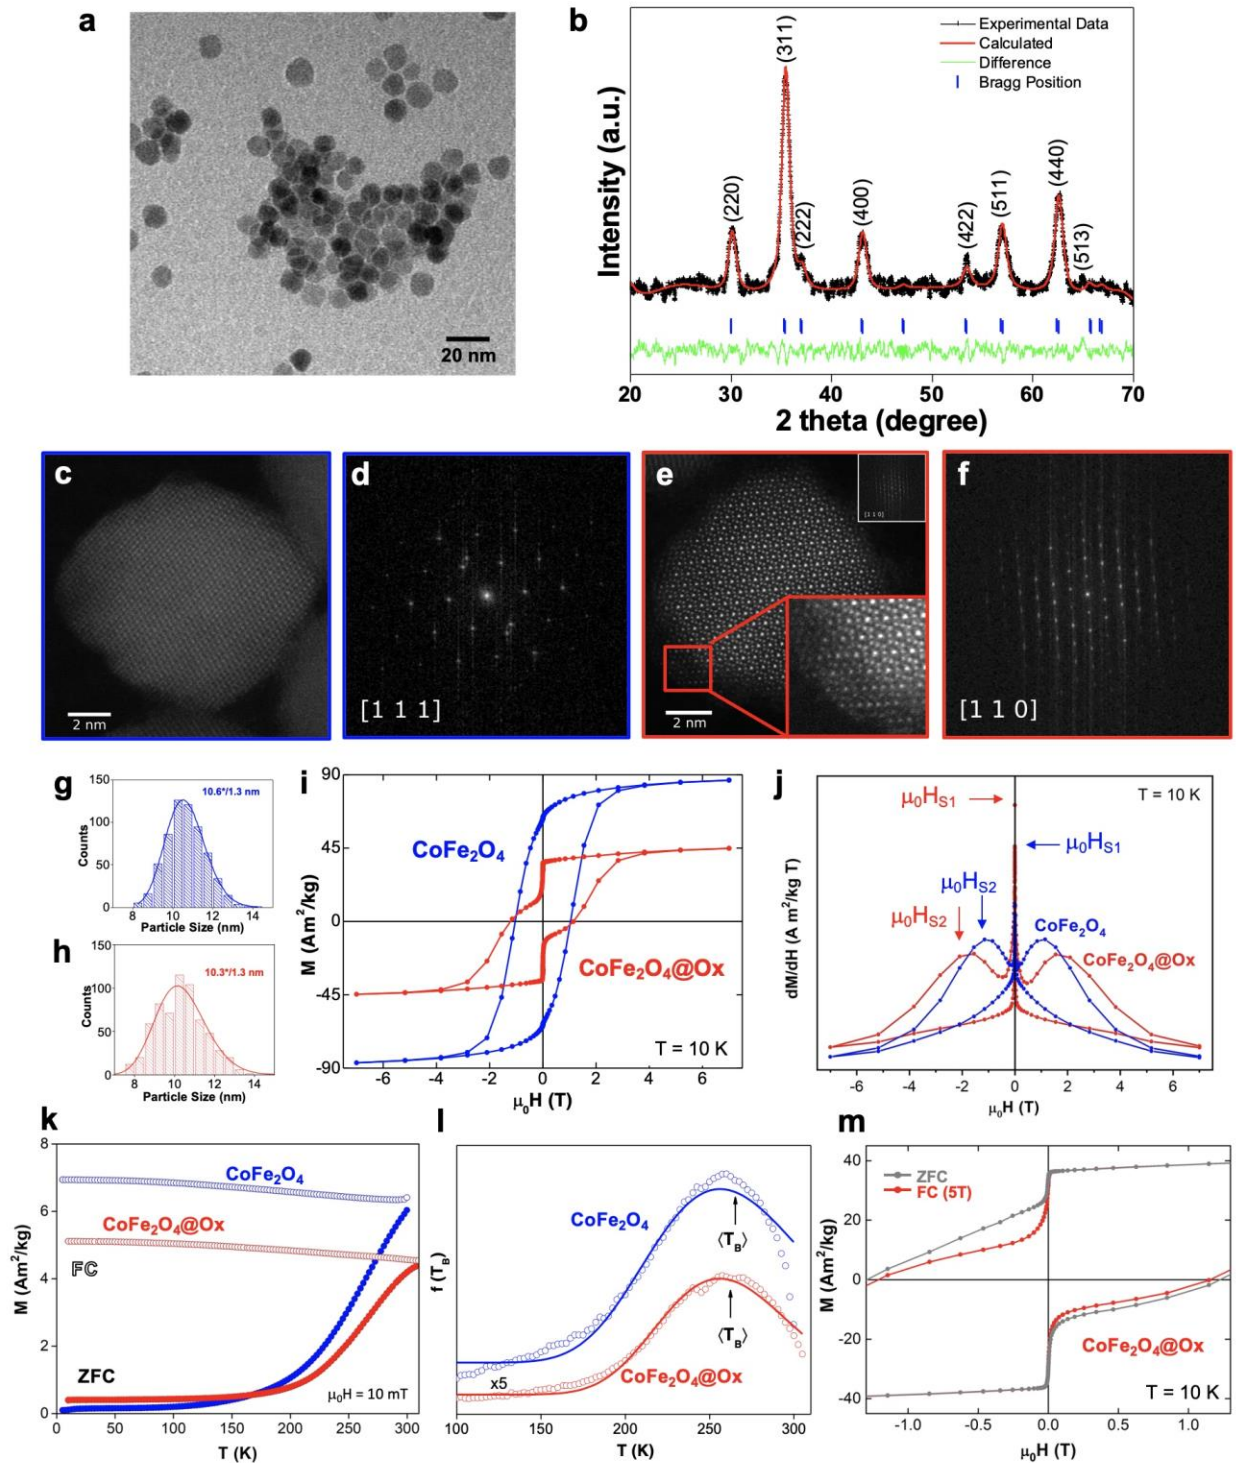 a
20 nm
b
Experimental Data
Calculated
Difference
Bragg Position
(220)
(311)
(222)
(400)
(422)
(511)
(440)
(513)
Intensity (a.u.)
20 30 40 50 60 70
2 theta (degree)
c
2 nm
d
[1 1 1]
e
[1 1 0]
2 nm
f
[1 1 0]
g
150
100
50
0
Counts
10.6*/1.3 nm
8 10 12 14
Particle Size (nm)
h
150
100
50
0
Counts
10.3*/1.3 nm
8 10 12 14
Particle Size (nm)
i
90
45
0
-45
-90
M (Am²/kg)
CoFe₂O₄
CoFe₂O₄@Ox
T = 10 K
-6 -4 -2 0 2 4 6
μ₀H (T)
j
T = 10 K
μ₀H_S1
μ₀H_S1
μ₀H_S2
μ₀H_S2
CoFe₂O₄
CoFe₂O₄@Ox
dM/dH (A m²/kg T)
-6 -4 -2 0 2 4 6
μ₀H (T)
k
8
6
4
2
0
M (Am²/kg)
CoFe₂O₄
CoFe₂O₄@Ox
FC
ZFC
μ₀H = 10 mT
0 50 100 150 200 250 300
T (K)
l
f (T_B)
CoFe₂O₄
⟨T_B⟩
⟨T_B⟩
x5
CoFe₂O₄@Ox
100 150 200 250 300
T (K)
m
40
20
0
-20
-40
M (Am²/kg)
ZFC
FC (5T)
CoFe₂O₄@Ox
T = 10 K
-1.0 -0.5 0.0 0.5 1.0
μ₀H (T)